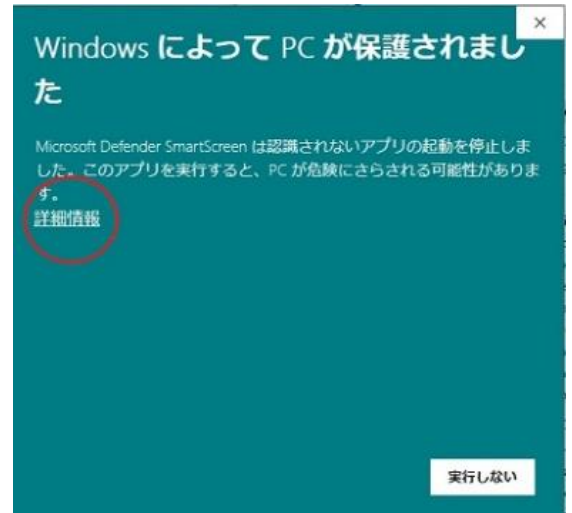 Windows によって PC が保護されまし
た
Microsoft Defender SmartScreen は認識されないアプリの起動を停止しま
した。このアプリを実行すると、PC が危険にさらされる可能性がありま
す。
詳細情報
実行しない